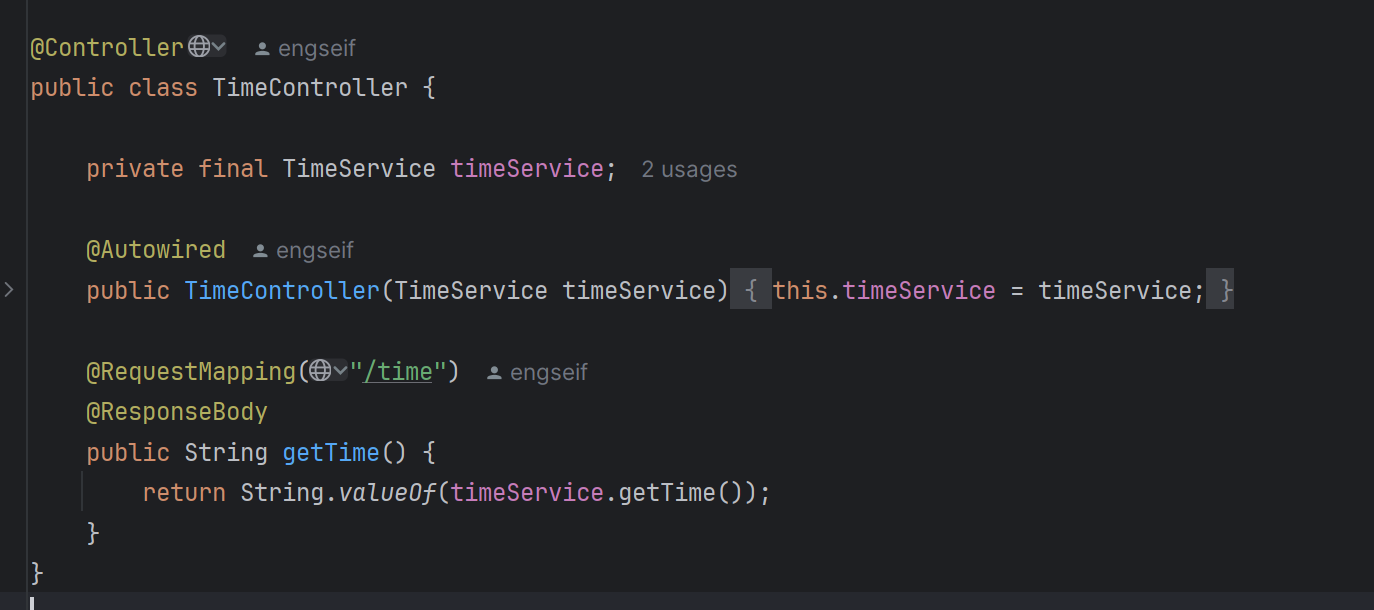 @Controller engseif
public class TimeController {
private final TimeService timeService; 2 usages
@Autowired engseif
public TimeController(TimeService timeService) { this.timeService = timeService; }
@RequestMapping("/time") engseif
@ResponseBody
public String getTime() {
return String.valueOf(timeService.getTime());
}
}